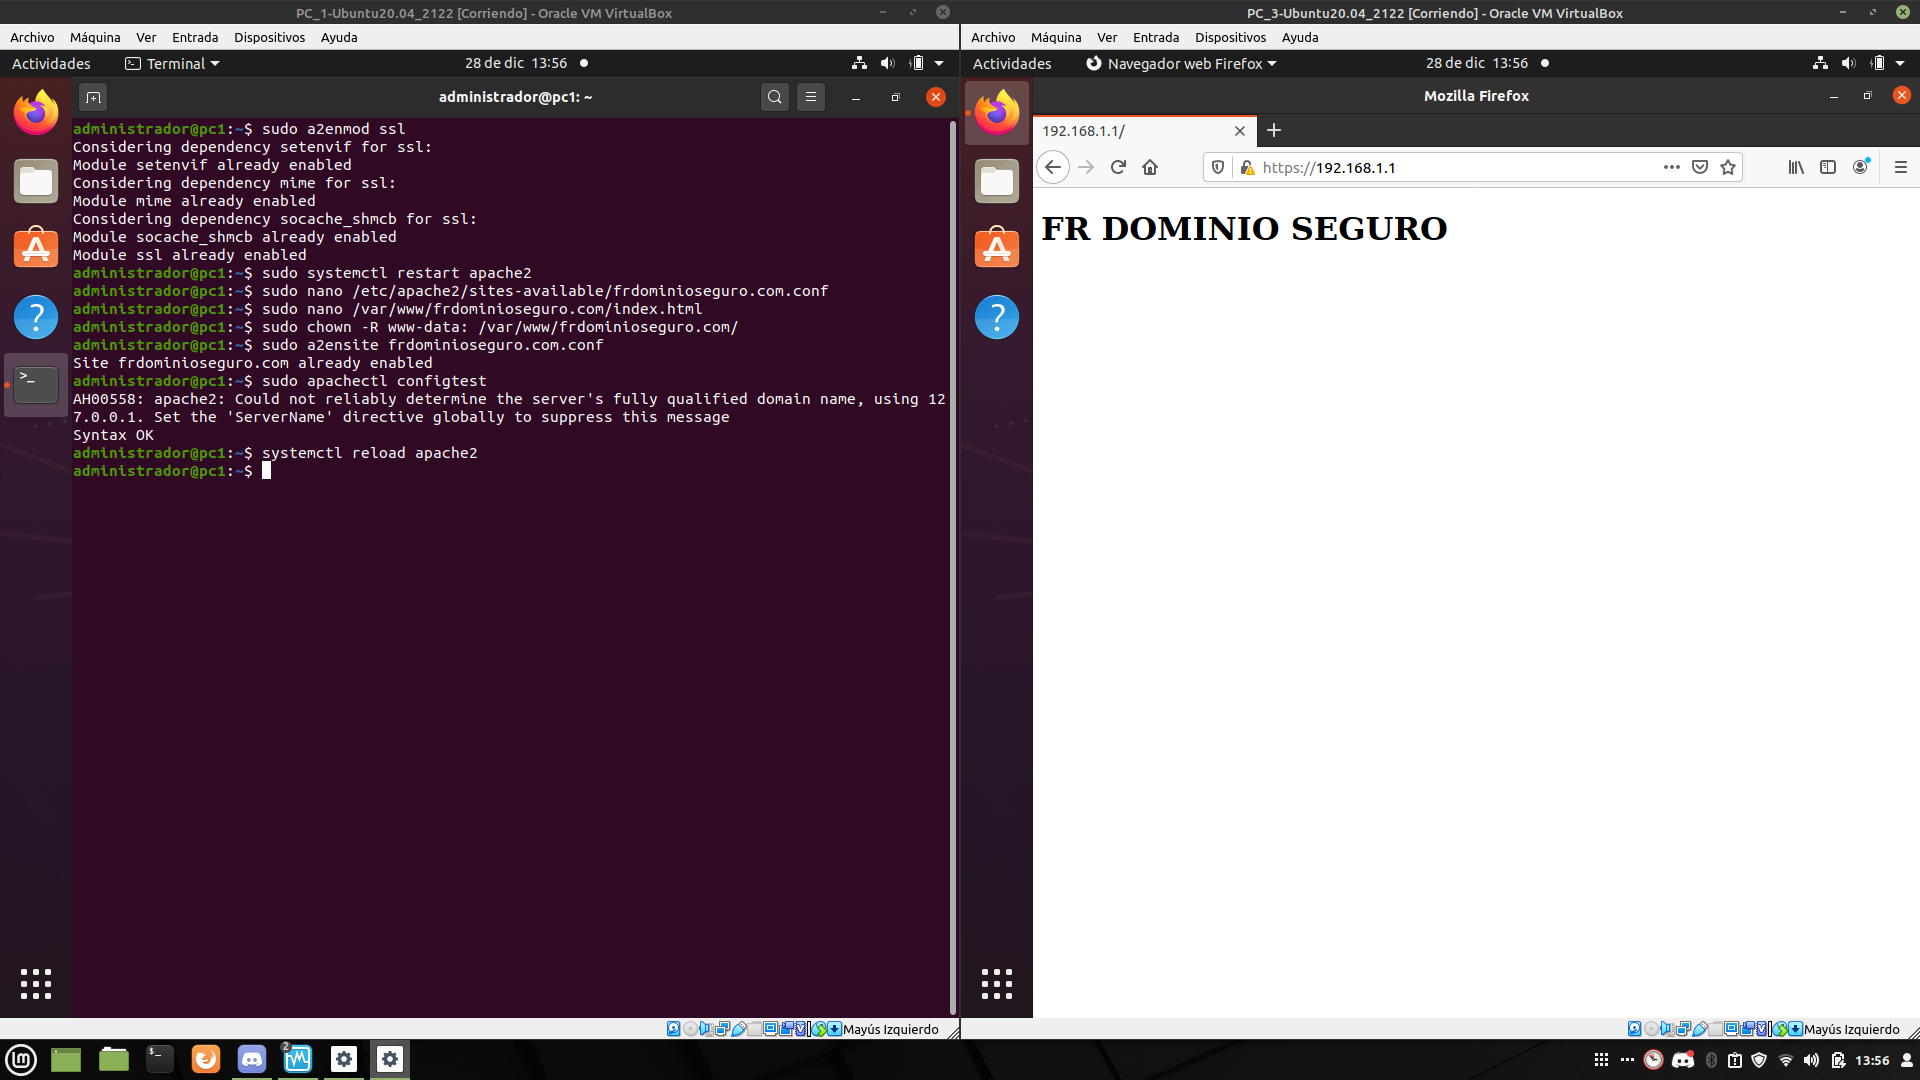 PC_1-Ubuntu20.04_2122 [Corriendo] - Oracle VM VirtualBox
Archivo Máquina Ver Entrada Dispositivos Ayuda
Actividades Terminal 28 de dic 13:56
administrador@pc1: ~
administrador@pc1:~$ sudo a2enmod ssl
Considering dependency setenvif for ssl:
Module setenvif already enabled
Considering dependency mime for ssl:
Module mime already enabled
Considering dependency socache_shmcb for ssl:
Module socache_shmcb already enabled
Module ssl already enabled
administrador@pc1:~$ sudo systemctl restart apache2
administrador@pc1:~$ sudo nano /etc/apache2/sites-available/frdominioseguro.com.conf
administrador@pc1:~$ sudo nano /var/www/frdominioseguro.com/index.html
administrador@pc1:~$ sudo chown -R www-data: /var/www/frdominioseguro.com/
administrador@pc1:~$ sudo a2ensite frdominioseguro.com.conf
Site frdominioseguro.com already enabled
administrador@pc1:~$ sudo apachectl configtest
AH00558: apache2: Could not reliably determine the server's fully qualified domain name, using 12
7.0.0.1. Set the 'ServerName' directive globally to suppress this message
Syntax OK
administrador@pc1:~$ systemctl reload apache2
administrador@pc1:~$
Mayús Izquierdo
PC_3-Ubuntu20.04_2122 [Corriendo] - Oracle VM VirtualBox
Archivo Máquina Ver Entrada Dispositivos Ayuda
Actividades Navegador web Firefox 28 de dic 13:56
Mozilla Firefox
192.168.1.1/
https://192.168.1.1
FR DOMINIO SEGURO
Mayús Izquierdo
2
13:56